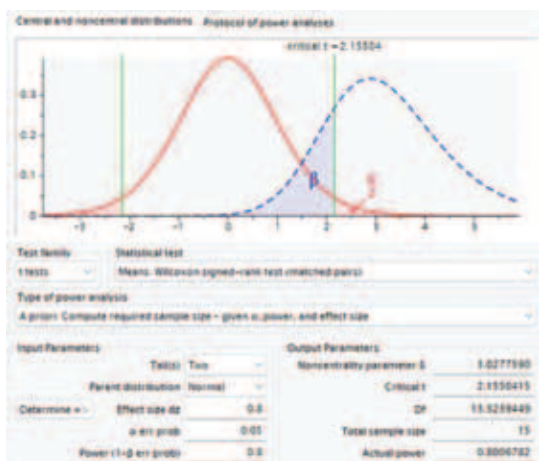 Central and noncentral distributions Protocol of power analyses
critical t = 2.15504
0.3
0.2
0.1
0
β
-3 -2 -1 0 1 2 3 4 5
Test family Statistical test
t tests Means: Wilcoxon signed-rank test (matched pairs)
Type of power analysis
A priori: Compute required sample size - given α, power, and effect size
Input Parameters Output Parameters
Tail(s) Two Noncentrality parameter δ 3.0277590
Parent distribution Normal Critical t 2.1550415
Determine => Effect size dz 0.8 Df 13.3239449
α err prob 0.05 Total sample size 15
Power (1-β err prob) 0.8 Actual power 0.8006782